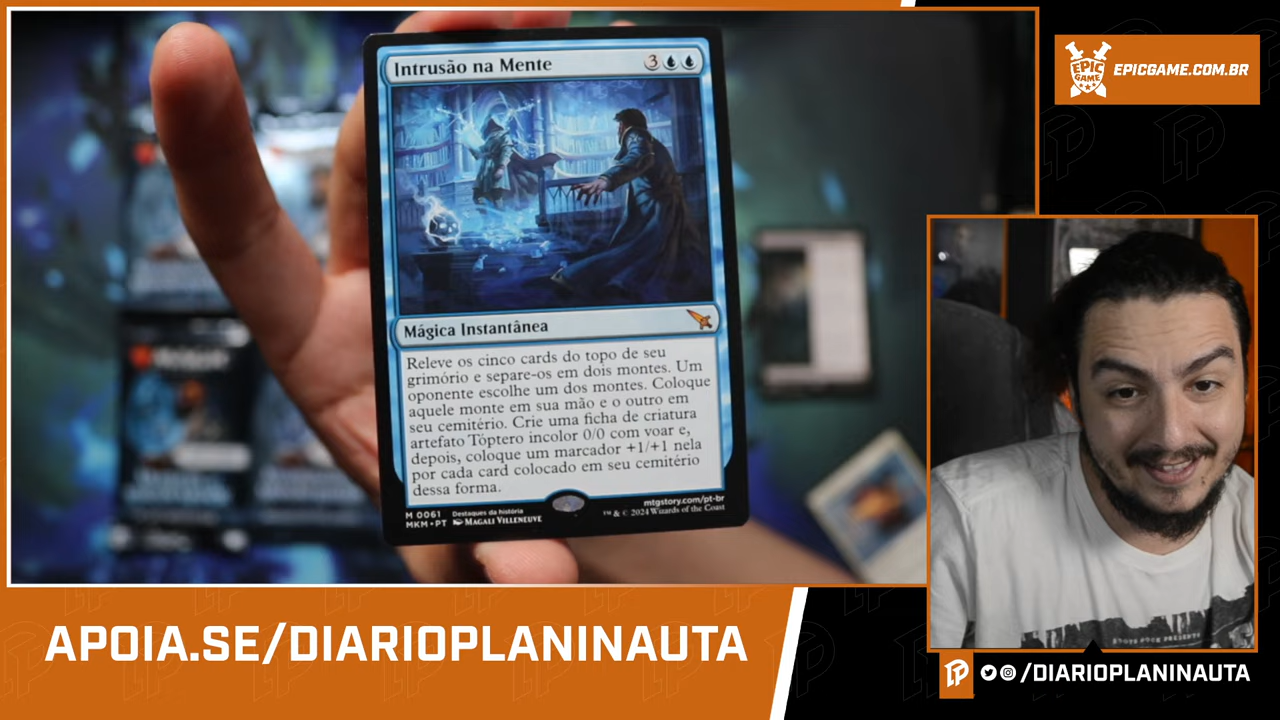 Intrusão na Mente 3
Mágica Instantânea
Releve os cinco cards do topo de seu
grimório e separe-os em dois montes. Um
oponente escolhe um dos montes. Coloque
aquele monte em sua mão e o outro em
seu cemitério. Crie uma ficha de criatura
artefato Tóptero incolor 0/0 com voar e,
depois, coloque um marcador +1/+1 nela
por cada card colocado em seu cemitério
dessa forma.
M 0061 Destaques da história mtgstory.com/pt-br
MKM • PT MAGALI VILLENEUVE ™ & © 2024 Wizards of the Coast
EPIC
GAME
EPICGAME.COM.BR
APOIA.SE/DIARIOPLANINAUTA
/DIARIOPLANINAUTA